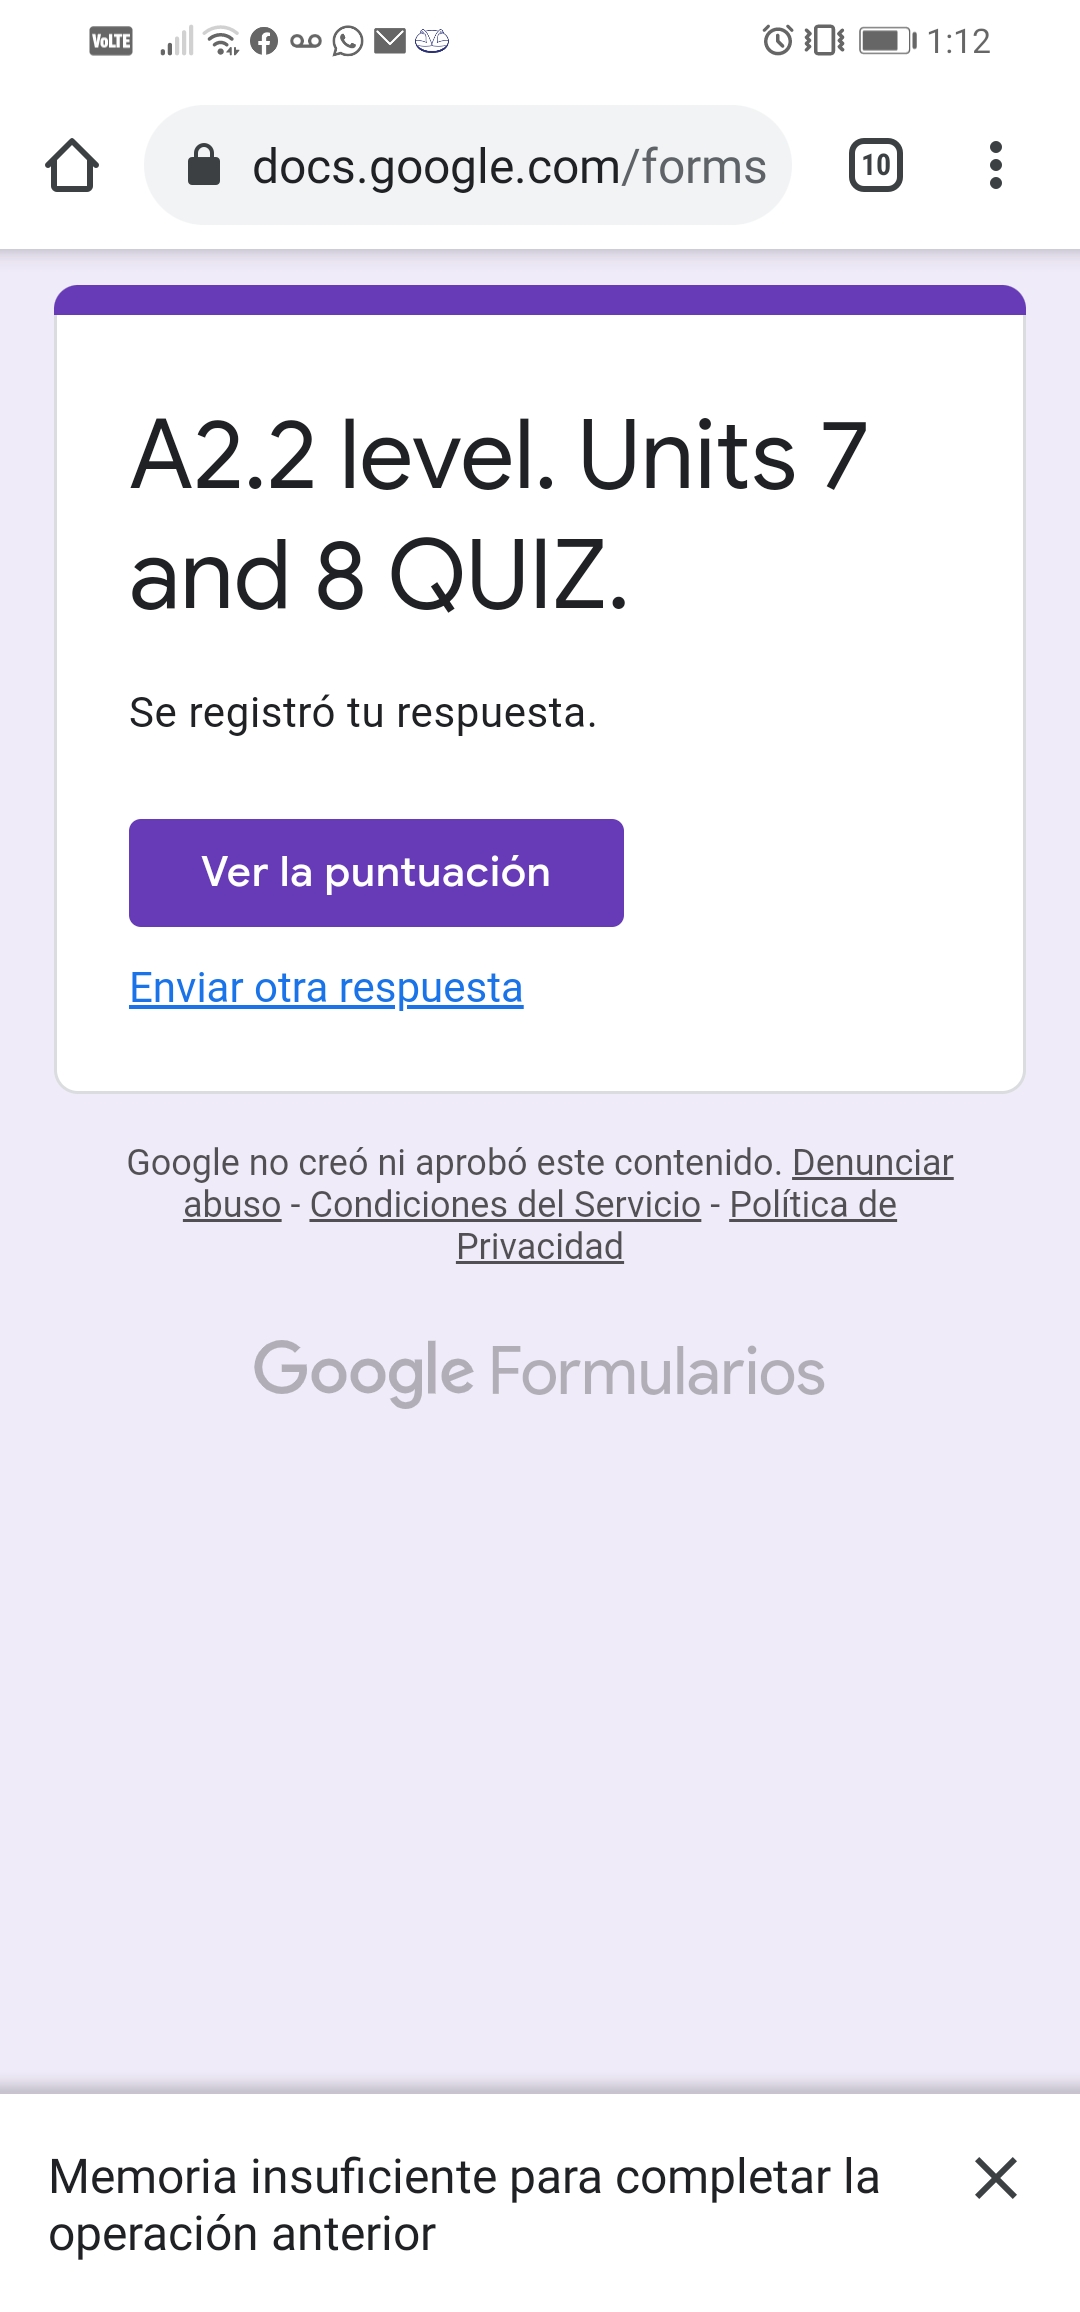 VoLTE 1:12
docs.google.com/forms 10
A2.2 level. Units 7
and 8 QUIZ.
Se registró tu respuesta.
Ver la puntuación
Enviar otra respuesta
Google no creó ni aprobó este contenido. Denunciar
abuso - Condiciones del Servicio - Política de
Privacidad
Google Formularios
Memoria insuficiente para completar la
operación anterior